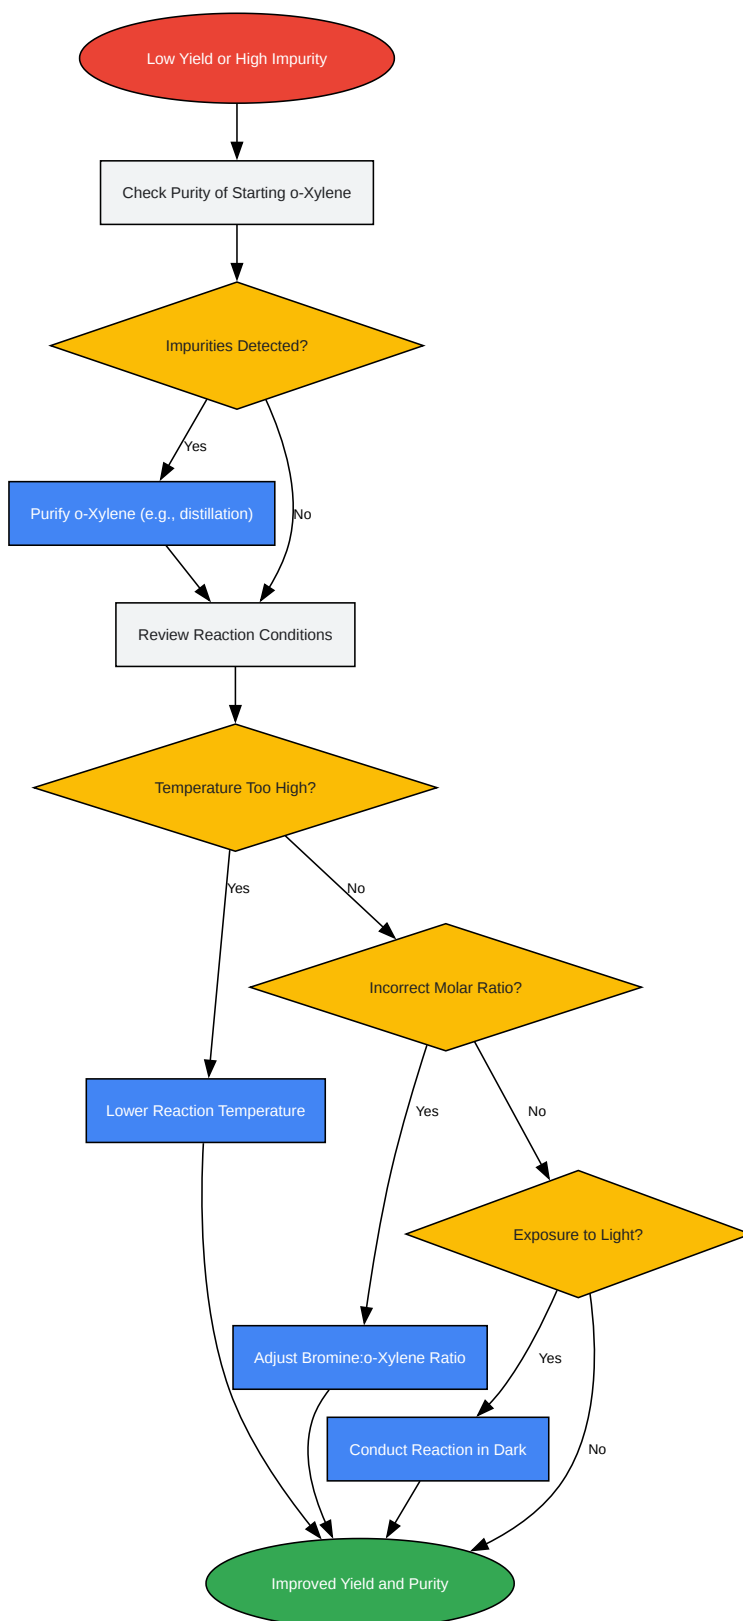 Low Yield or High Impurity
Check Purity of Starting o-Xylene
Impurities Detected?
Yes
Purify o-Xylene (e.g., distillation)
No
Review Reaction Conditions
Temperature Too High?
Yes
No
Incorrect Molar Ratio?
Lower Reaction Temperature
Yes
No
Exposure to Light?
Adjust Bromine:o-Xylene Ratio
Yes
Conduct Reaction in Dark
No
Improved Yield and Purity